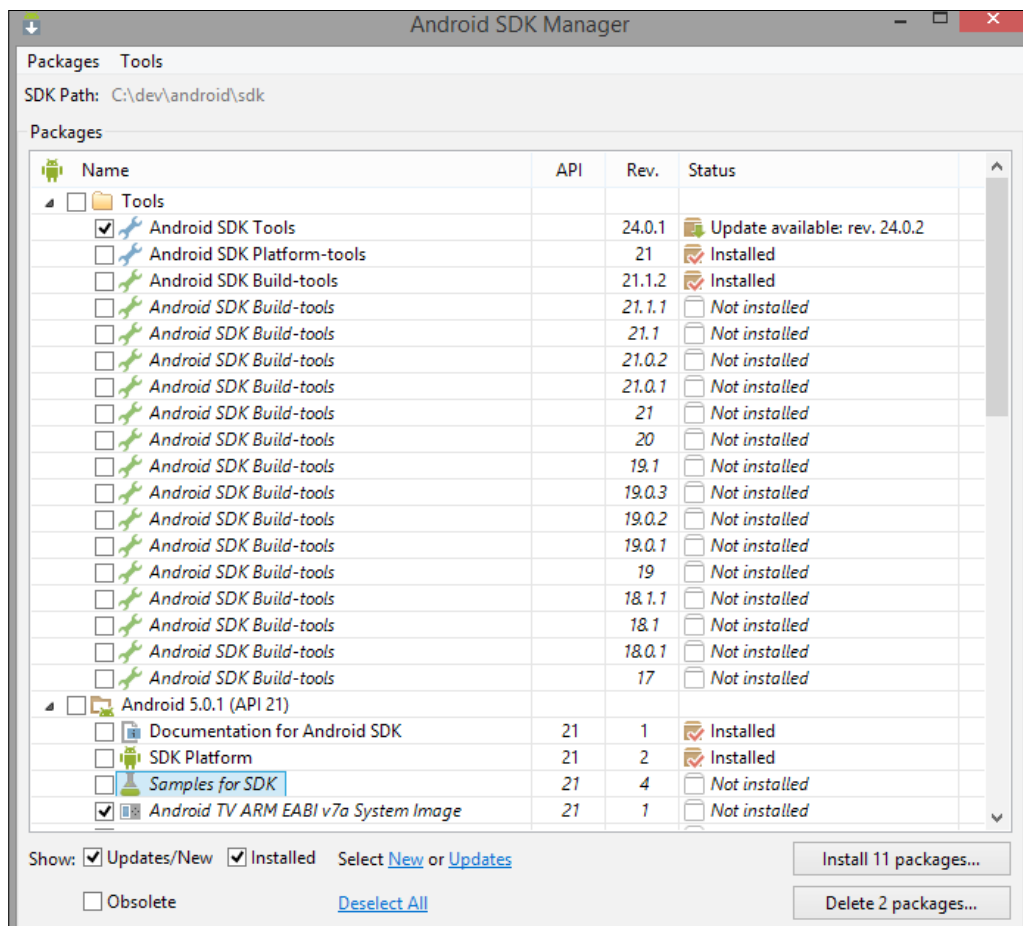 Android SDK Manager
Packages Tools
SDK Path: C:\dev\android\sdk
Packages
Name API Rev. Status
Tools
Android SDK Tools 24.0.1 Update available: rev. 24.0.2
Android SDK Platform-tools 21 Installed
Android SDK Build-tools 21.1.2 Installed
Android SDK Build-tools 21.1.1 Not installed
Android SDK Build-tools 21.1 Not installed
Android SDK Build-tools 21.0.2 Not installed
Android SDK Build-tools 21.0.1 Not installed
Android SDK Build-tools 21 Not installed
Android SDK Build-tools 20 Not installed
Android SDK Build-tools 19.1 Not installed
Android SDK Build-tools 19.0.3 Not installed
Android SDK Build-tools 19.0.2 Not installed
Android SDK Build-tools 19.0.1 Not installed
Android SDK Build-tools 19 Not installed
Android SDK Build-tools 18.1.1 Not installed
Android SDK Build-tools 18.1 Not installed
Android SDK Build-tools 18.0.1 Not installed
Android SDK Build-tools 17 Not installed
Android 5.0.1 (API 21)
Documentation for Android SDK 21 1 Installed
SDK Platform 21 2 Installed
Samples for SDK 21 4 Not installed
Android TV ARM EABI v7a System Image 21 1 Not installed
Show: Updates/New Installed Select New or Updates Install 11 packages...
Obsolete Deselect All Delete 2 packages...